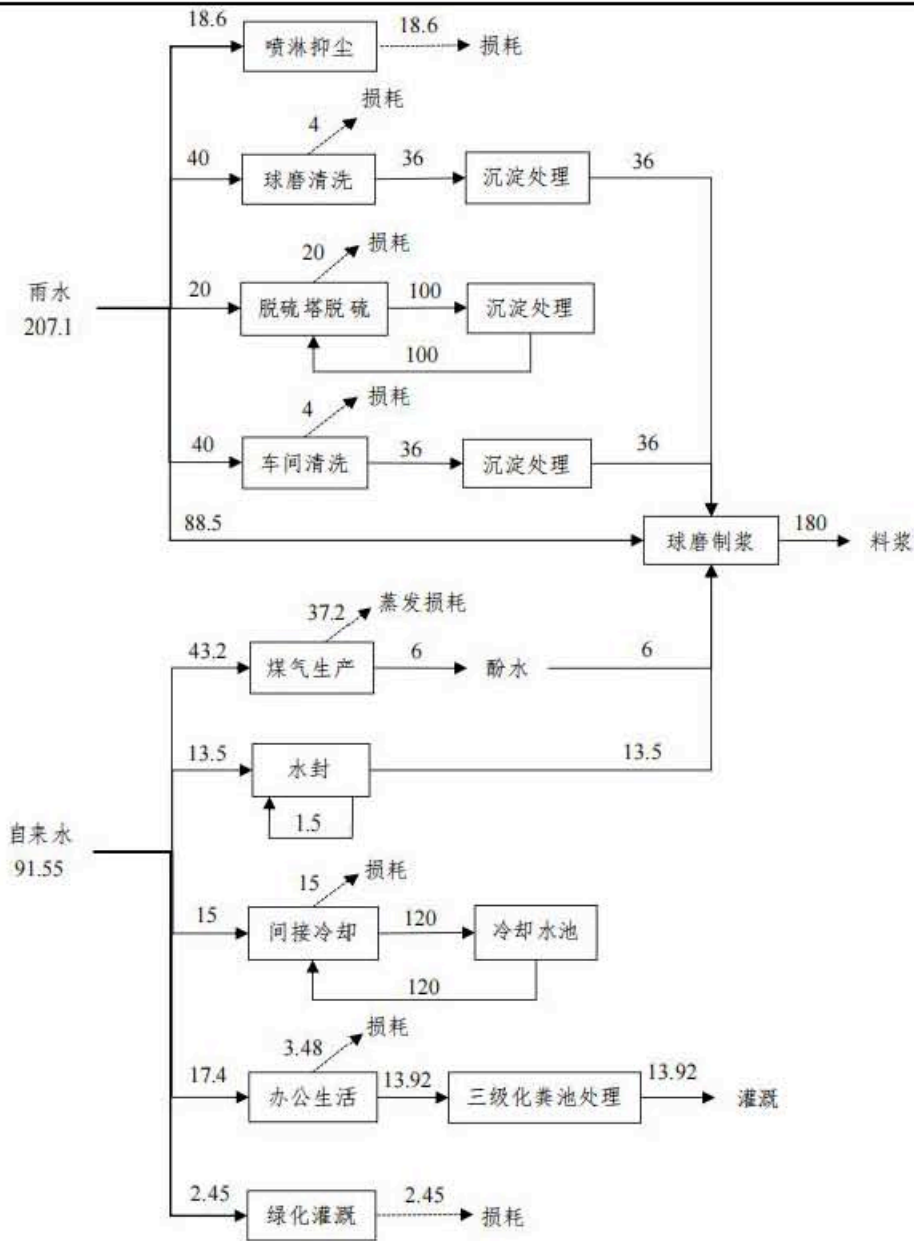 18.6
喷淋抑尘
18.6
损耗
损耗
4
40
球磨清洗
36
沉淀处理
36
损耗
20
雨水
207.1
20
脱硫塔脱硫
100
沉淀处理
100
损耗
4
40
车间清洗
36
沉淀处理
36
88.5
球磨制浆
180
料浆
蒸发损耗
37.2
43.2
煤气生产
6
酚水
6
13.5
水封
13.5
1.5
自来水
91.55
损耗
15
15
间接冷却
120
冷却水池
120
损耗
3.48
17.4
办公生活
13.92
三级化粪池处理
13.92
灌溉
2.45
绿化灌溉
2.45
损耗